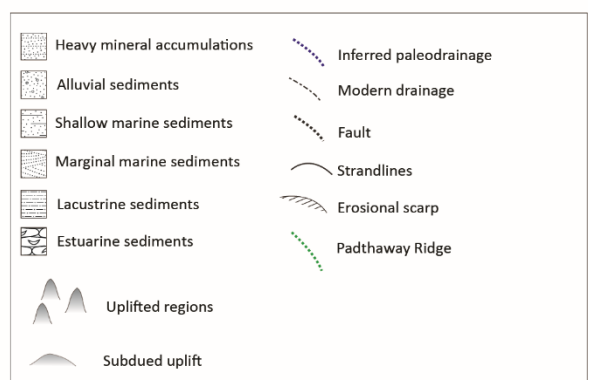 Heavy mineral accumulations
Alluvial sediments
Shallow marine sediments
Marginal marine sediments
Lacustrine sediments
Estuarine sediments
Uplifted regions
Subdued uplift
Inferred paleodrainage
Modern drainage
Fault
Strandlines
Erosional scarp
Padthaway Ridge